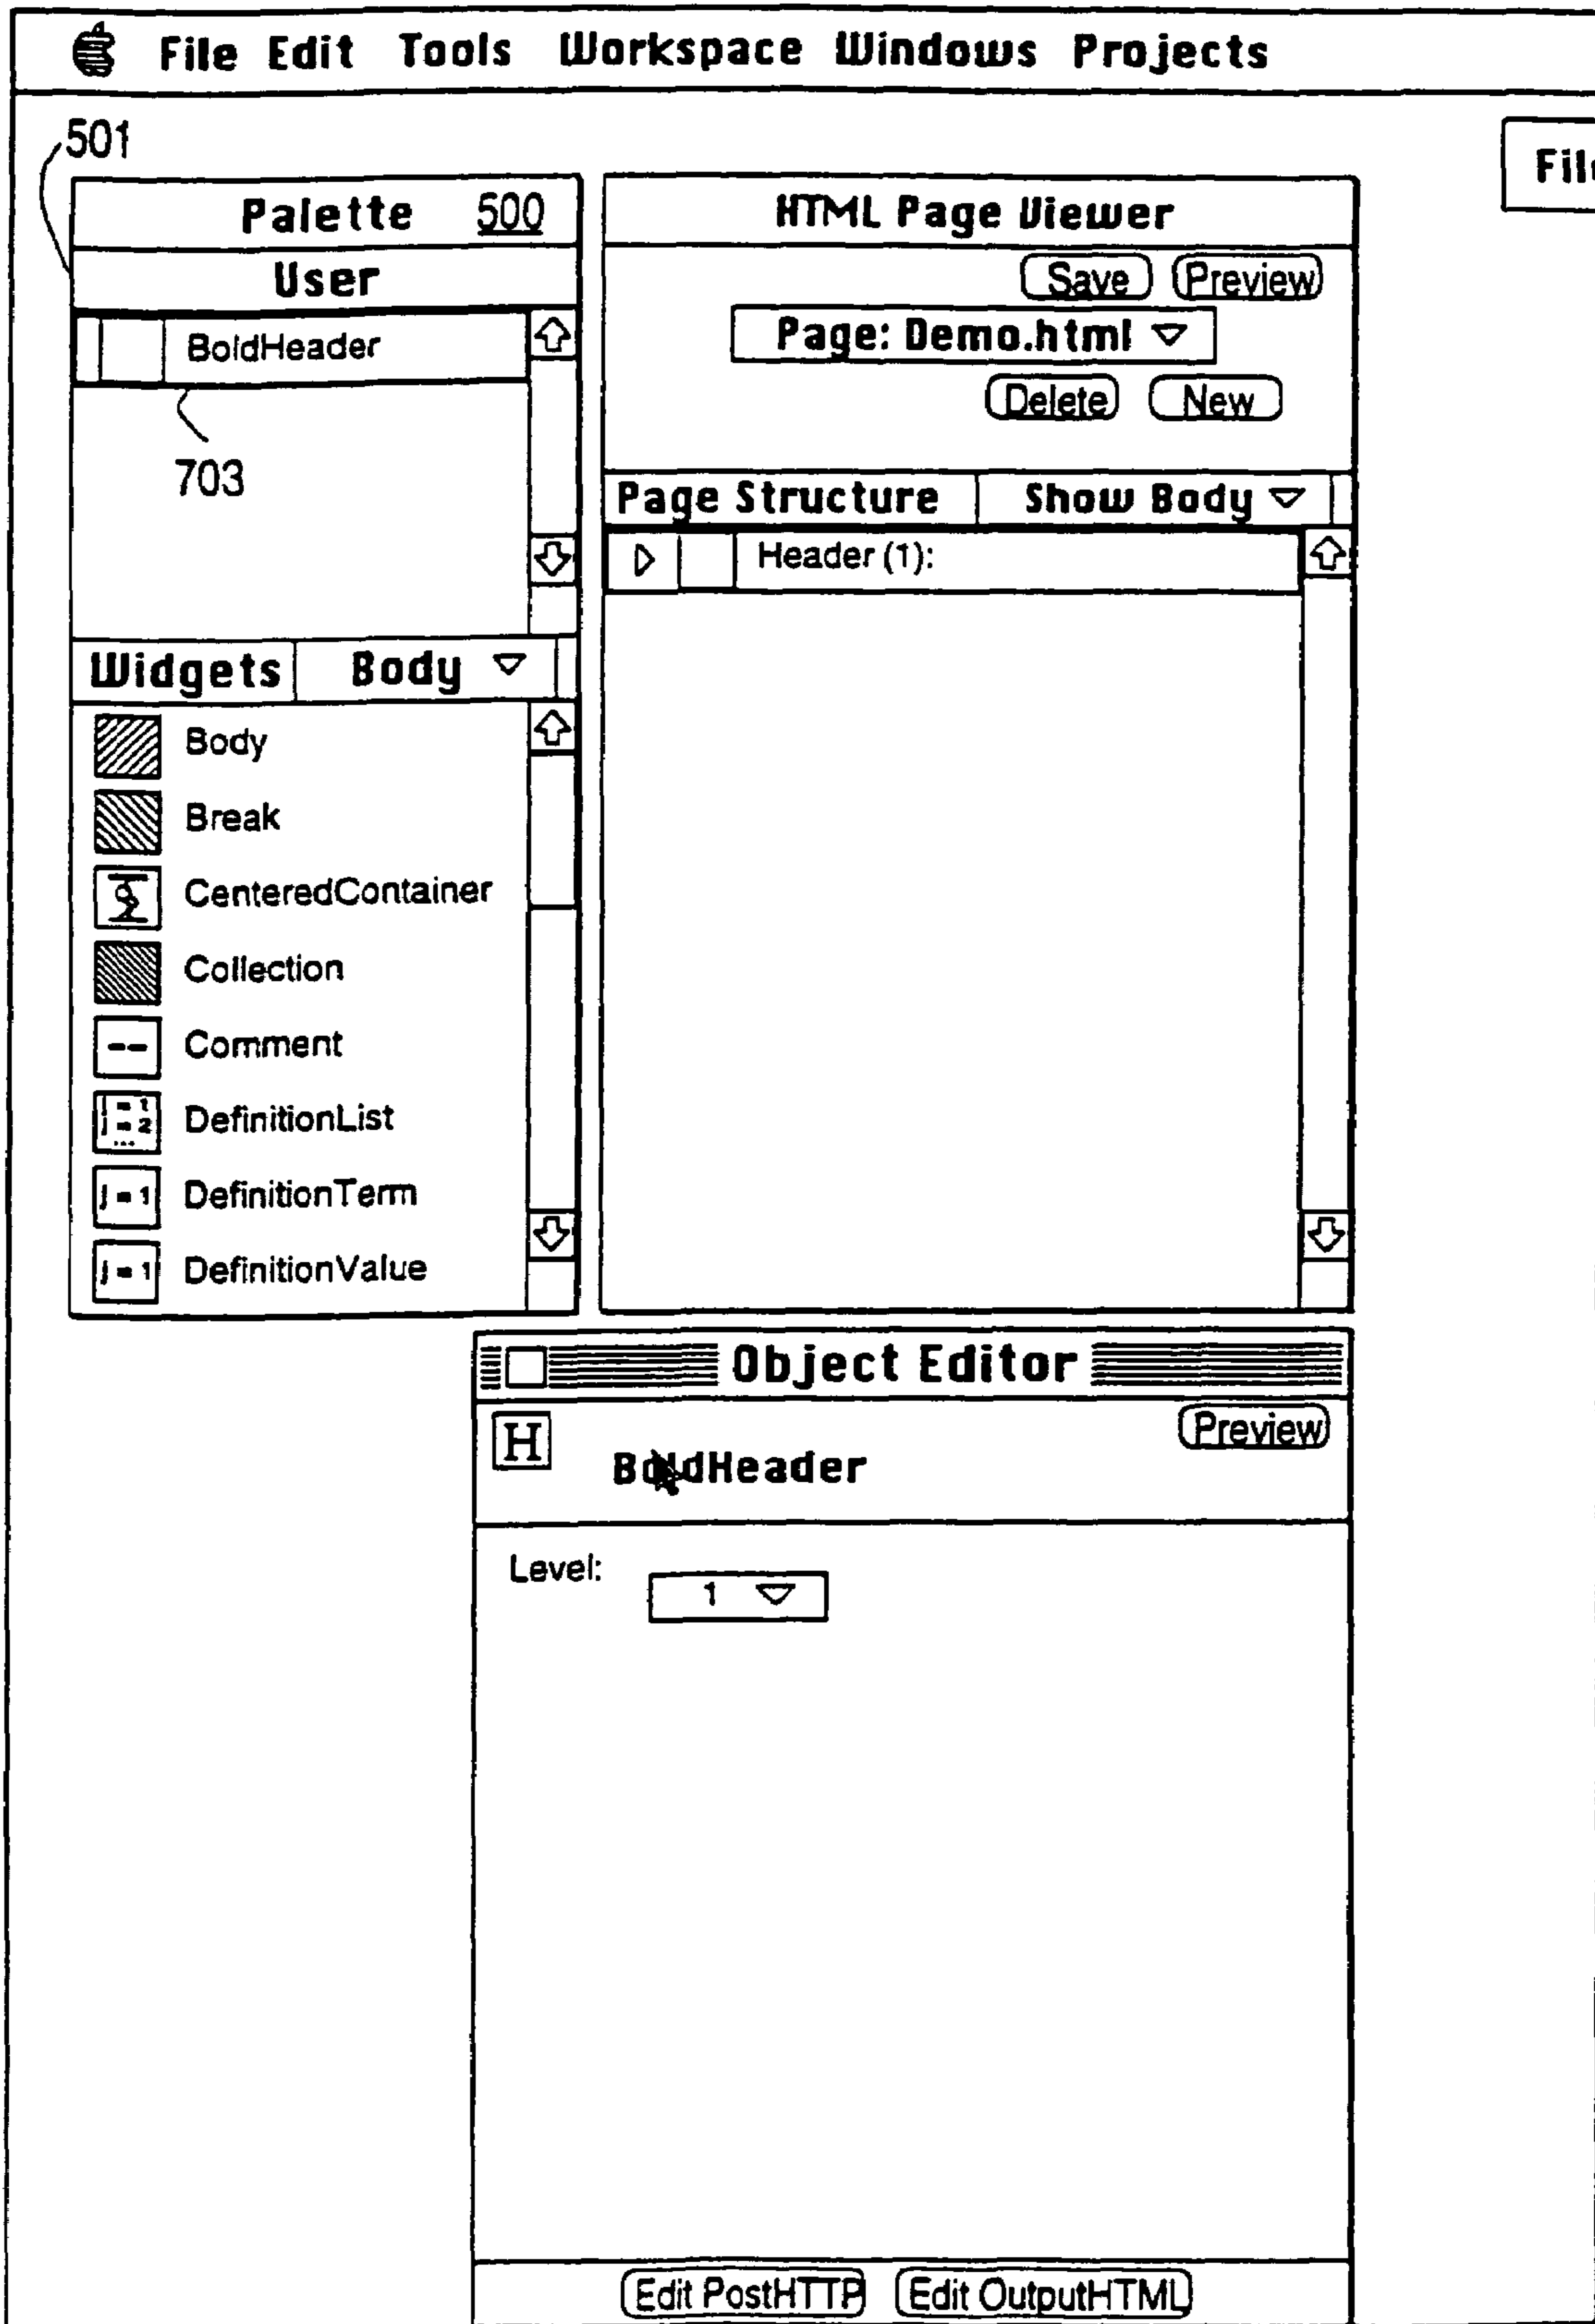 File Edit Tools Workspace Windows Projects
501
Palette 500
User
BoldHeader
703
Widgets Body
Body
Break
CenteredContainer
Collection
Comment
DefinitionList
DefinitionTerm
j = 1
DefinitionValue
j = 1
HTML Page Viewer
Save Preview
Page: Demo.html
Delete New
Page Structure Show Body
Header (1):
Object Editor
H
Preview
BoldHeader
Level:
1
Edit PostHTTP Edit OutputHTML